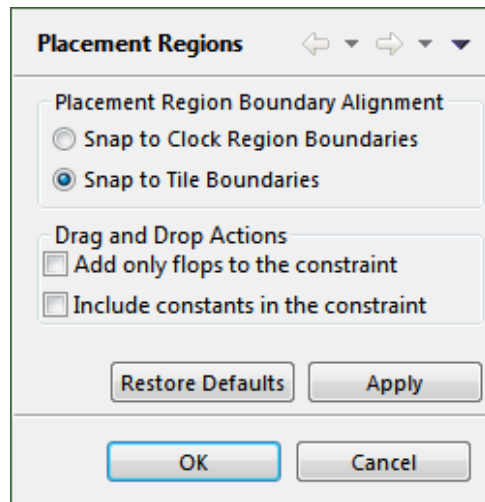 Placement Regions
Placement Region Boundary Alignment
Snap to Clock Region Boundaries
Snap to Tile Boundaries
Drag and Drop Actions
Add only flops to the constraint
Include constants in the constraint
Restore Defaults Apply
OK Cancel